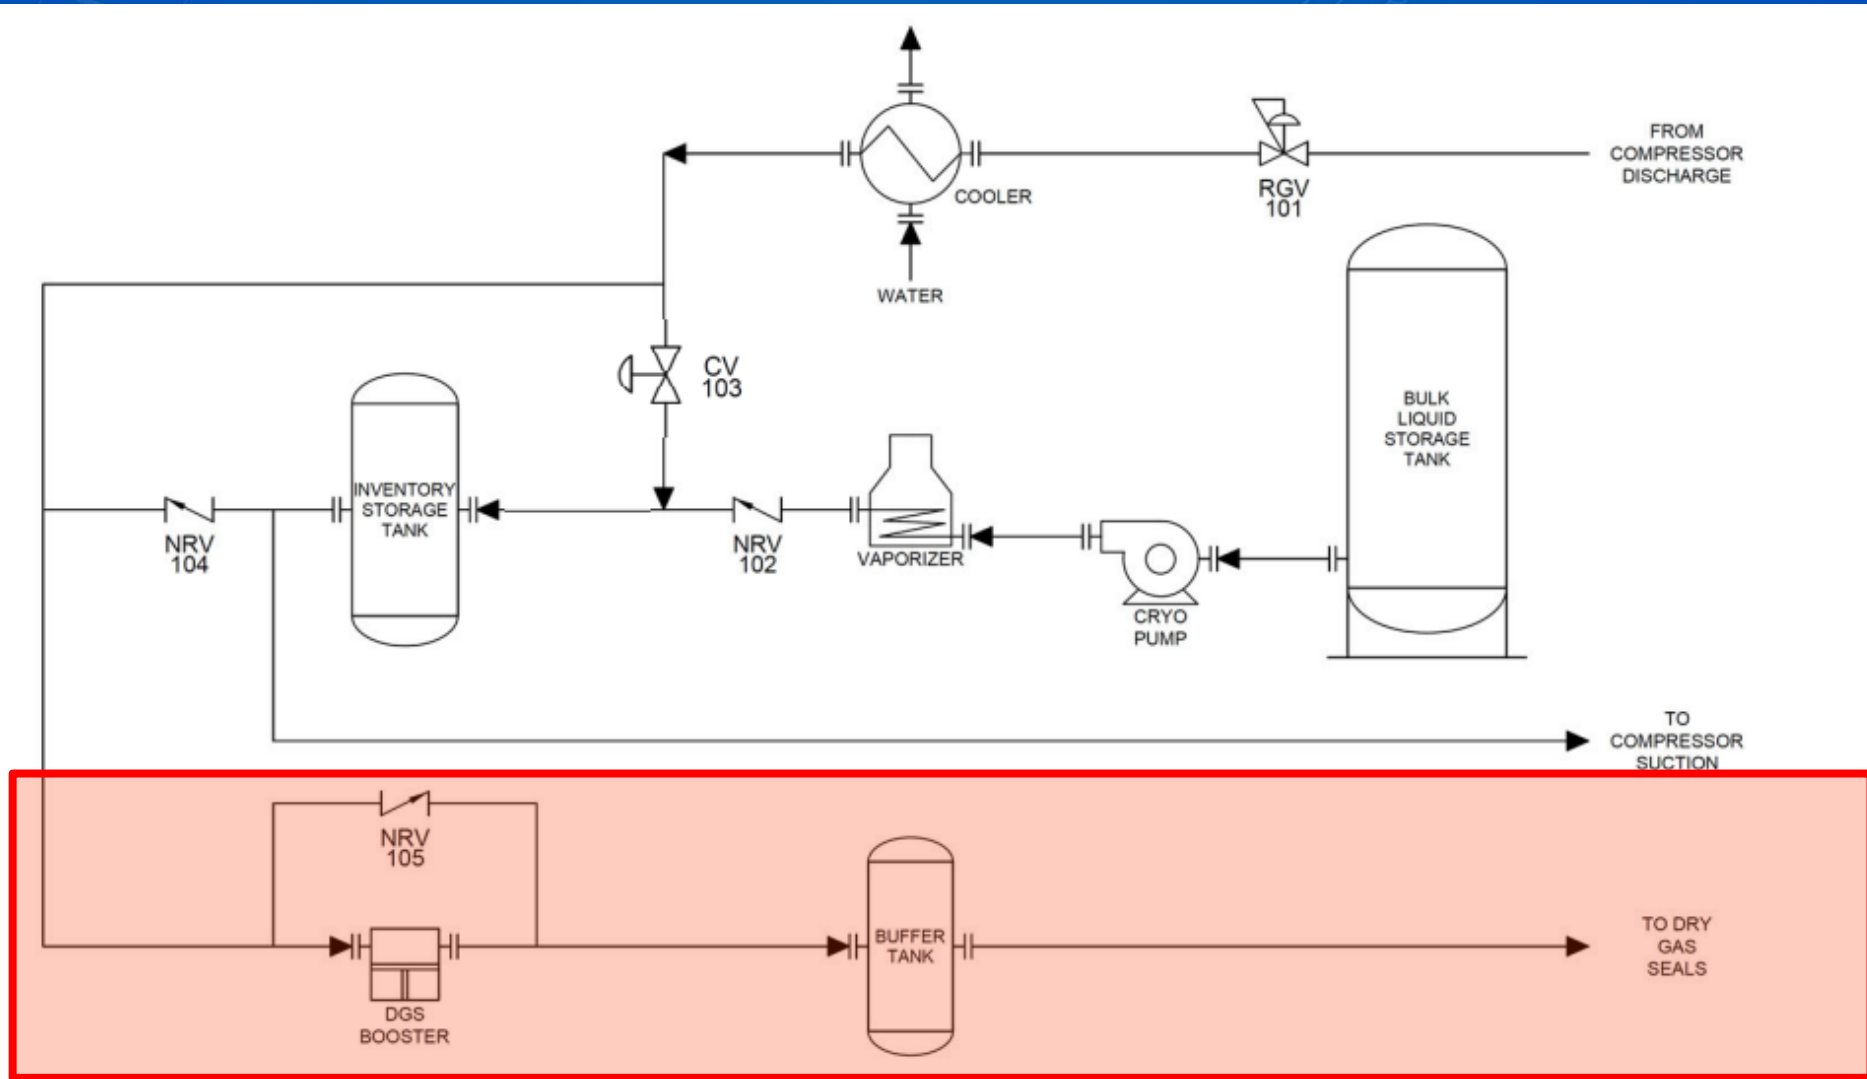 FROM
COMPRESSOR
DISCHARGE
RGV
101
COOLER
WATER
CV
103
BULK
LIQUID
STORAGE
TANK
INVENTORY
STORAGE
TANK
NRV
104
NRV
102
VAPORIZER
CRYO
PUMP
TO
COMPRESSOR
SUCTION
NRV
105
DGS
BOOSTER
BUFFER
TANK
TO DRY
GAS
SEALS